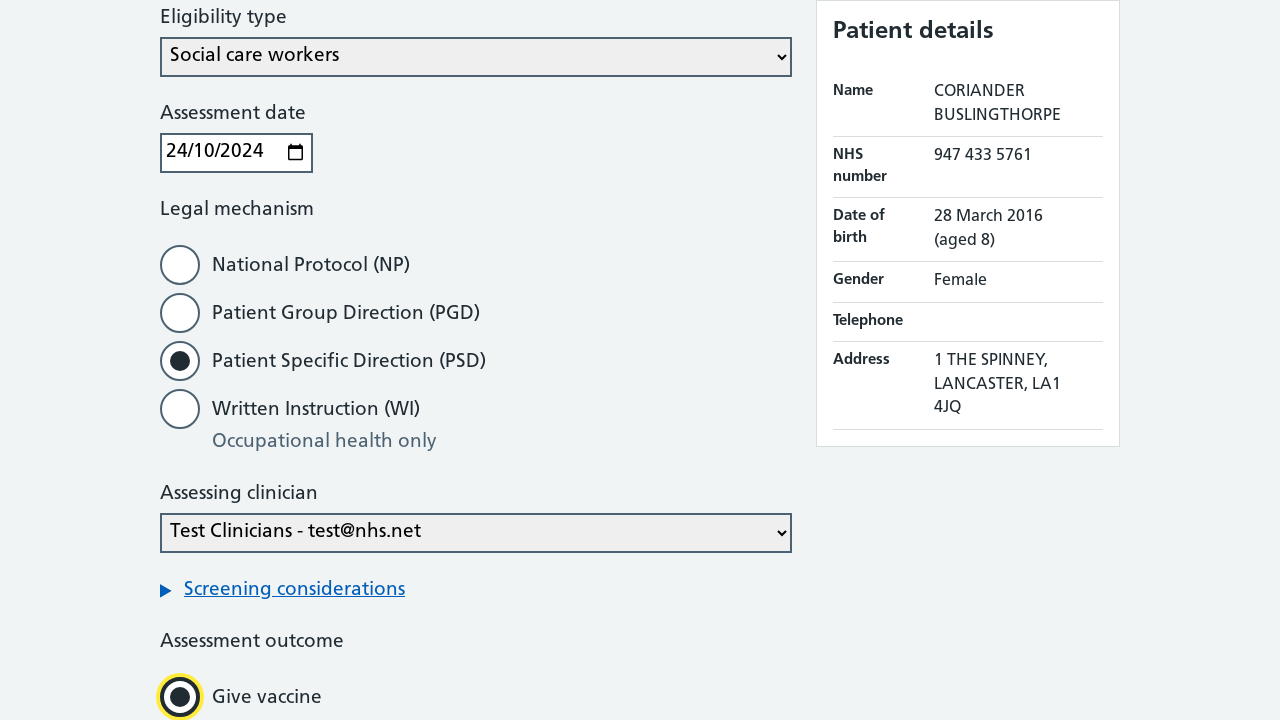 Eligibility type
Social care workers
Assessment date
24/10/2024
Legal mechanism
National Protocol (NP)
Patient Group Direction (PGD)
Patient Specific Direction (PSD)
Written Instruction (WI)
Occupational health only
Assessing clinician
Test Clinicians - test@nhs.net
Screening considerations
Assessment outcome
Give vaccine
Patient details
Name
CORIANDER
BUSLINGTHORPE
NHS
number
947 433 5761
Date of
birth
28 March 2016
(aged 8)
Gender
Female
Telephone
Address
1 THE SPINNEY,
LANCASTER, LA1
4JQ